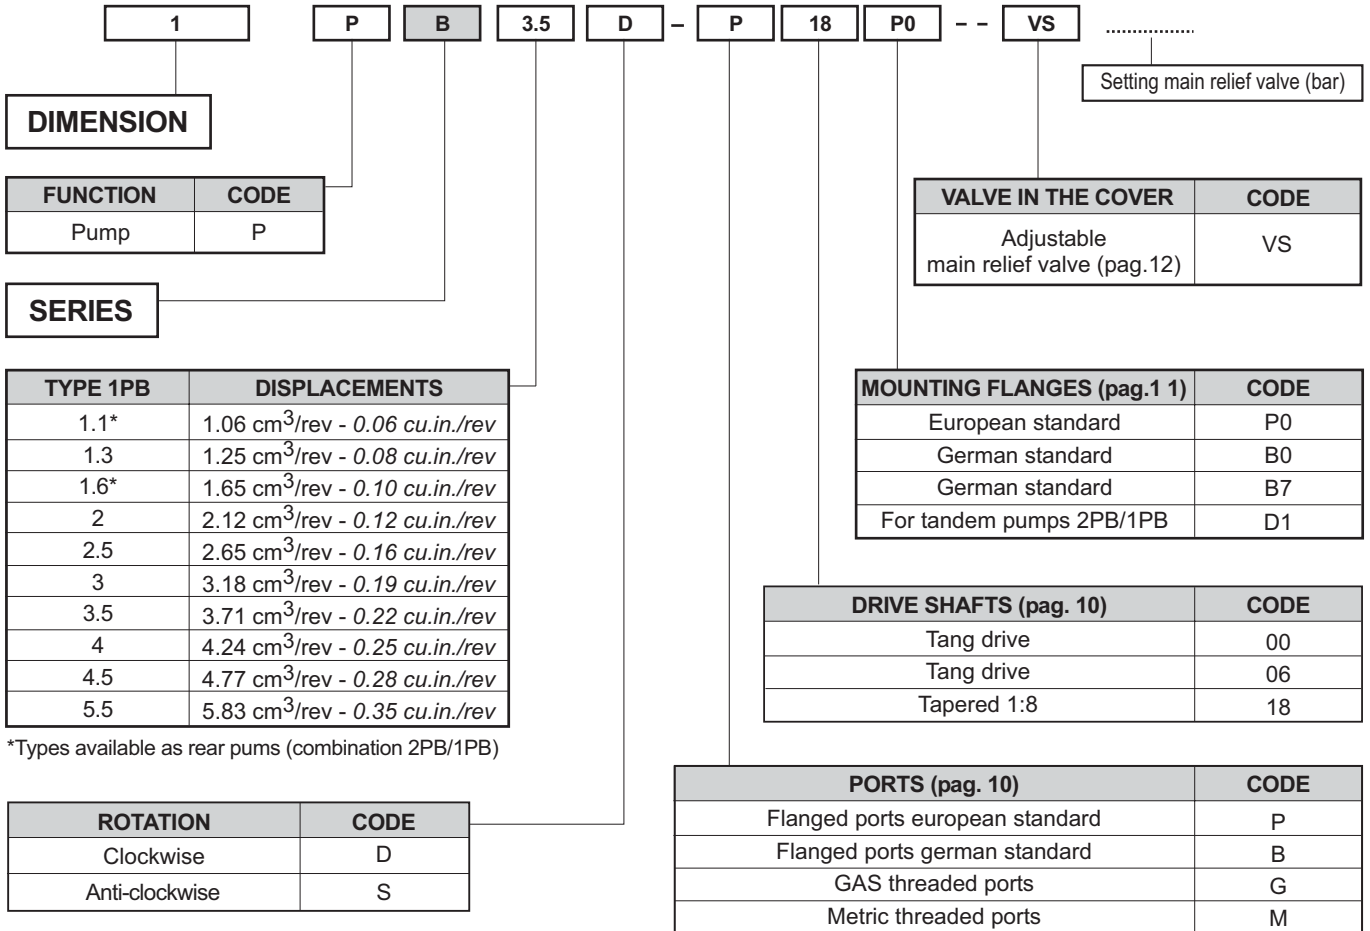 1 P B 3.5 D – P 18 P0 – – VS ..................
Setting main relief valve (bar)
DIMENSION
FUNCTION CODE
Pump P
SERIES
VALVE IN THE COVER CODE
Adjustable
main relief valve (pag.12) VS
TYPE 1PB DISPLACEMENTS
1.1* 1.06 cm3/rev - 0.06 cu.in./rev
1.3 1.25 cm3/rev - 0.08 cu.in./rev
1.6* 1.65 cm3/rev - 0.10 cu.in./rev
2 2.12 cm3/rev - 0.12 cu.in./rev
2.5 2.65 cm3/rev - 0.16 cu.in./rev
3 3.18 cm3/rev - 0.19 cu.in./rev
3.5 3.71 cm3/rev - 0.22 cu.in./rev
4 4.24 cm3/rev - 0.25 cu.in./rev
4.5 4.77 cm3/rev - 0.28 cu.in./rev
5.5 5.83 cm3/rev - 0.35 cu.in./rev
*Types available as rear pums (combination 2PB/1PB)
MOUNTING FLANGES (pag.1 1) CODE
European standard P0
German standard B0
German standard B7
For tandem pumps 2PB/1PB D1
DRIVE SHAFTS (pag. 10) CODE
Tang drive 00
Tang drive 06
Tapered 1:8 18
ROTATION CODE
Clockwise D
Anti-clockwise S
PORTS (pag. 10) CODE
Flanged ports european standard P
Flanged ports german standard B
GAS threaded ports G
Metric threaded ports M